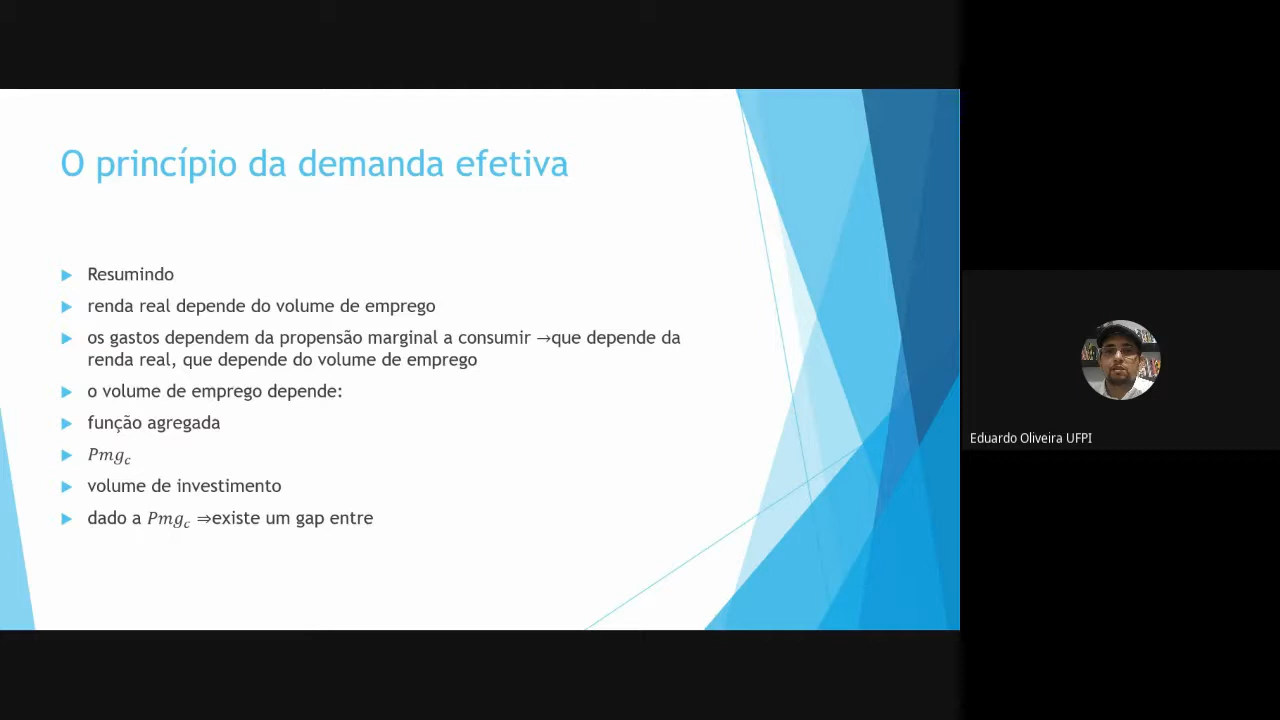 O princípio da demanda efetiva
Resumindo
renda real depende do volume de emprego
os gastos dependem da propensão marginal a consumir →que depende da
renda real, que depende do volume de emprego
o volume de emprego depende:
função agregada
Pmg_c
volume de investimento
dado a Pmg_c ⇒existe um gap entre
Eduardo Oliveira UFPI